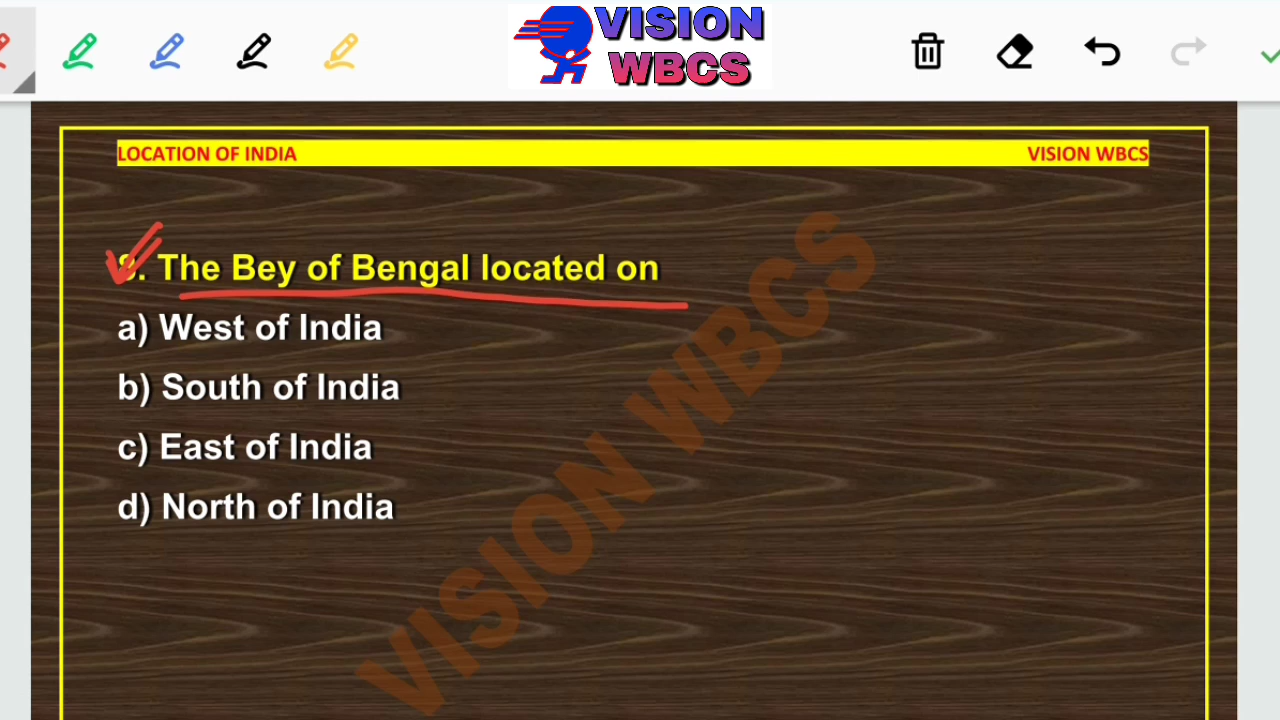 VISION
WBCS
LOCATION OF INDIA
VISION WBCS
. The Bey of Bengal located on
a) West of India
b) South of India
c) East of India
d) North of India
VISION WBCS